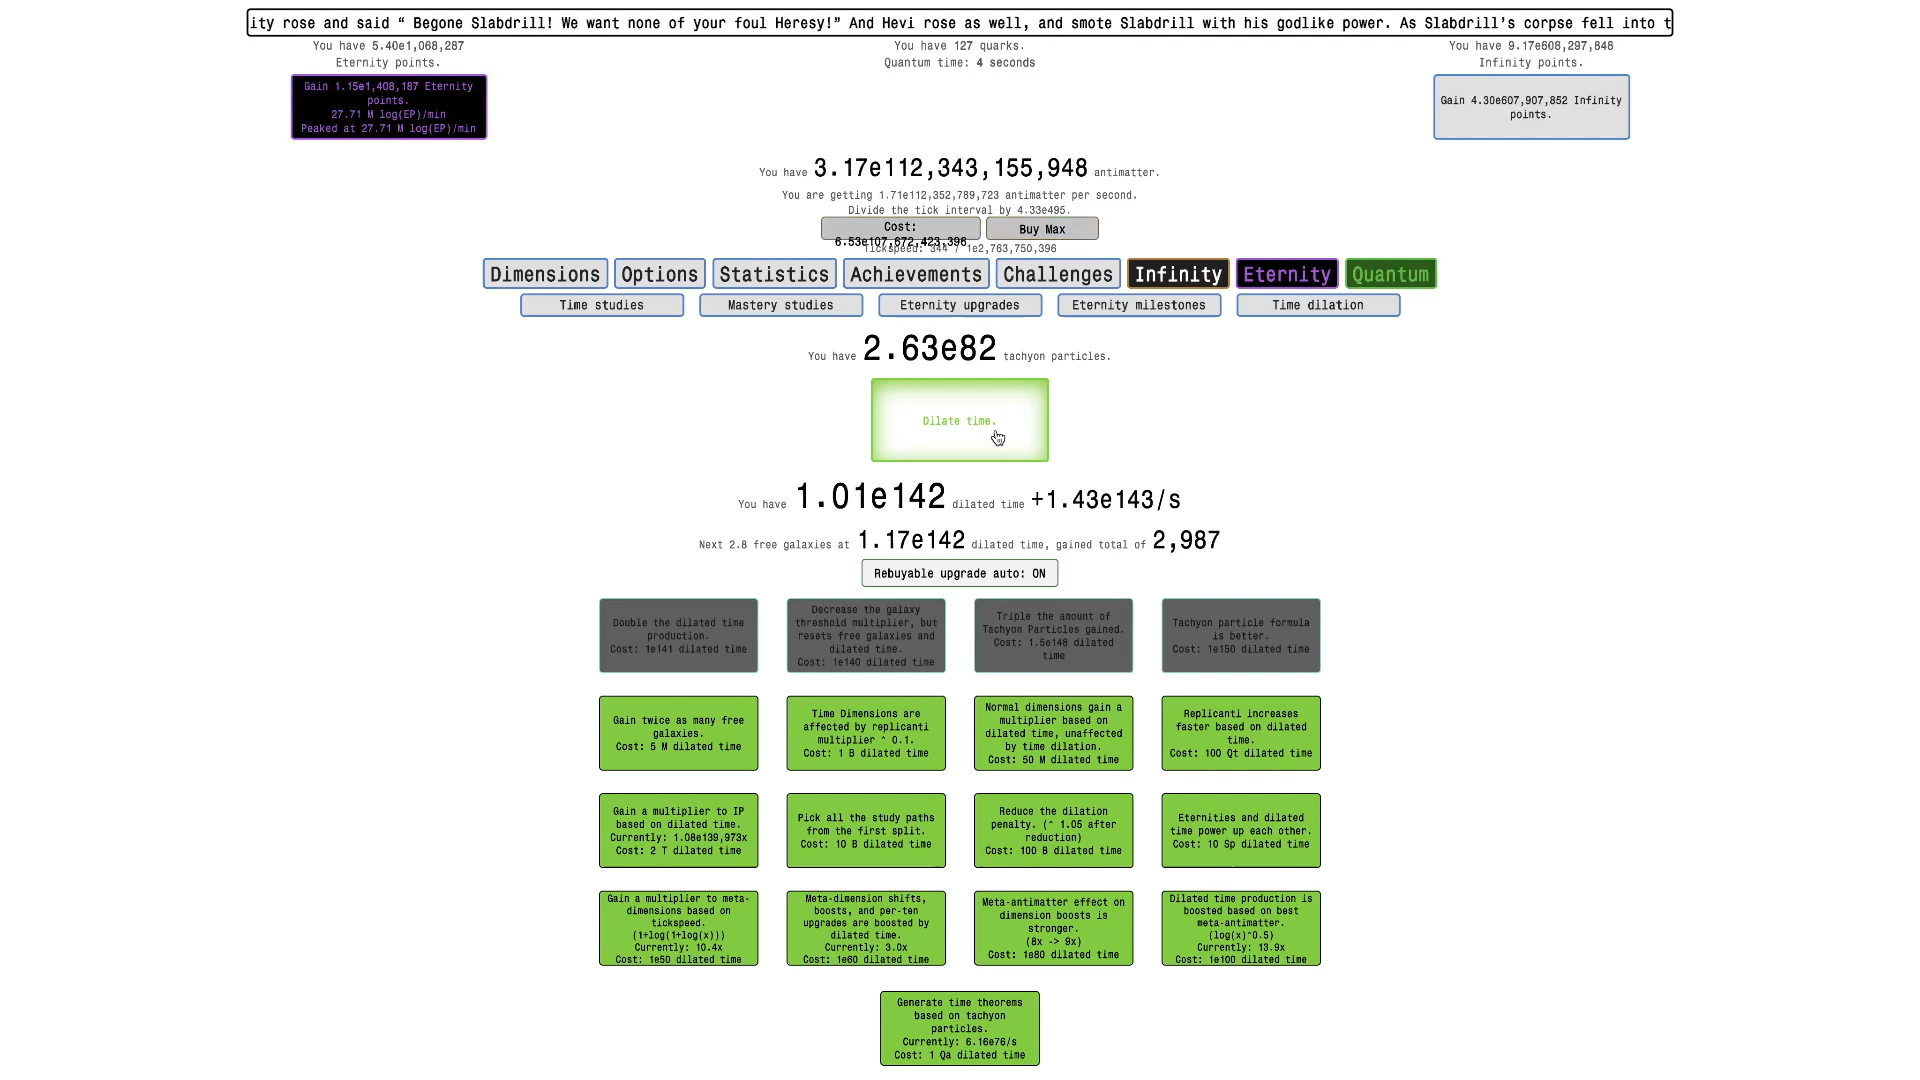 ity rose and said “ Begone Slabdrill! We want none of your foul Heresy!” And Hevi rose as well, and smote Slabdrill with his godlike power. As Slabdrill’s corpse fell into t
You have 5.40e1,068,287
Eternity points.
You have 127 quarks.
Quantum time: 4 seconds
You have 9.17e608,297,848
Infinity points.
Gain 1.15e1,408,187 Eternity
points.
27.71 M log(EP)/min
Peaked at 27.71 M log(EP)/min
Gain 4.30e607,907,852 Infinity
points.
You have 3.17e112,343,155,948 antimatter.
You are getting 1.71e112,352,789,723 antimatter per second.
Divide the tick interval by 4.33e495.
Cost:
6.53e107,672,423,396
Buy Max
Tickspeed: 344 / 1e2,763,750,396
Dimensions
Options
Statistics
Achievements
Challenges
Infinity
Eternity
Quantum
Time studies
Mastery studies
Eternity upgrades
Eternity milestones
Time dilation
You have 2.63e82 tachyon particles.
Dilate time.
You have 1.01e142 dilated time +1.43e143/s
Next 2.8 free galaxies at 1.17e142 dilated time, gained total of 2,987
Rebuyable upgrade auto: ON
Double the dilated time
production.
Cost: 1e141 dilated time
Decrease the galaxy
threshold multiplier, but
resets free galaxies and
dilated time.
Cost: 1e140 dilated time
Triple the amount of
Tachyon Particles gained.
Cost: 1.5e148 dilated
time
Tachyon particle formula
is better.
Cost: 1e150 dilated time
Gain twice as many free
galaxies.
Cost: 5 M dilated time
Time Dimensions are
affected by replicanti
multiplier ^ 0.1.
Cost: 1 B dilated time
Normal dimensions gain a
multiplier based on
dilated time, unaffected
by time dilation.
Cost: 50 M dilated time
Replicanti increases
faster based on dilated
time.
Cost: 100 Qt dilated time
Gain a multiplier to IP
based on dilated time.
Currently: 1.08e139,973x
Cost: 2 T dilated time
Pick all the study paths
from the first split.
Cost: 10 B dilated time
Reduce the dilation
penalty. (^ 1.05 after
reduction)
Cost: 100 B dilated time
Eternities and dilated
time power up each other.
Cost: 10 Sp dilated time
Gain a multiplier to meta-
dimensions based on
tickspeed.
(1+log(1+log(x)))
Currently: 10.4x
Cost: 1e50 dilated time
Meta-dimension shifts,
boosts, and per-ten
upgrades are boosted by
dilated time.
Currently: 3.0x
Cost: 1e60 dilated time
Meta-antimatter effect on
dimension boosts is
stronger.
(8x -> 9x)
Cost: 1e80 dilated time
Dilated time production is
boosted based on best
meta-antimatter.
(log(x)^0.5)
Currently: 13.9x
Cost: 1e100 dilated time
Generate time theorems
based on tachyon
particles.
Currently: 6.16e76/s
Cost: 1 Qa dilated time